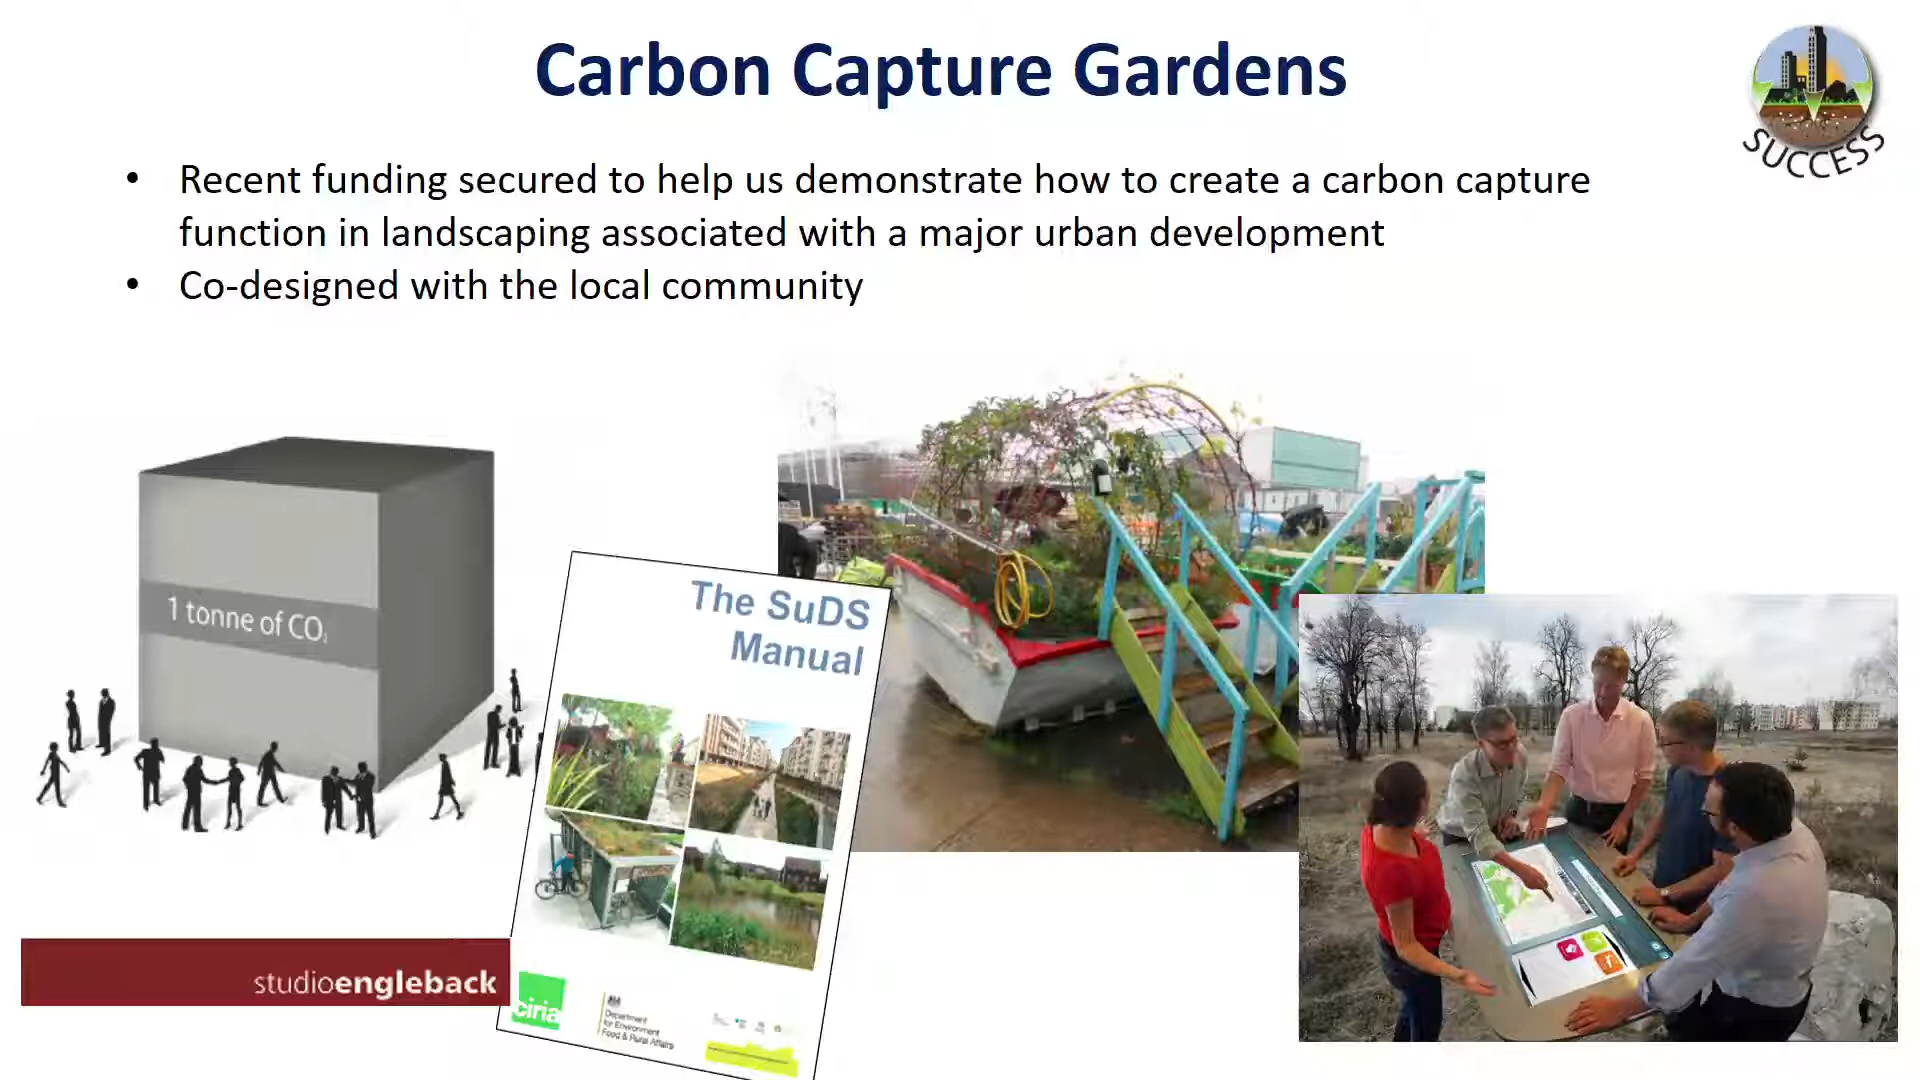 Carbon Capture Gardens
SUCCESS
• Recent funding secured to help us demonstrate how to create a carbon capture
function in landscaping associated with a major urban development
• Co-designed with the local community
1 tonne of CO₂
The SuDS
Manual
studioengleback
ciria
Department
for Environment
Food & Rural Affairs